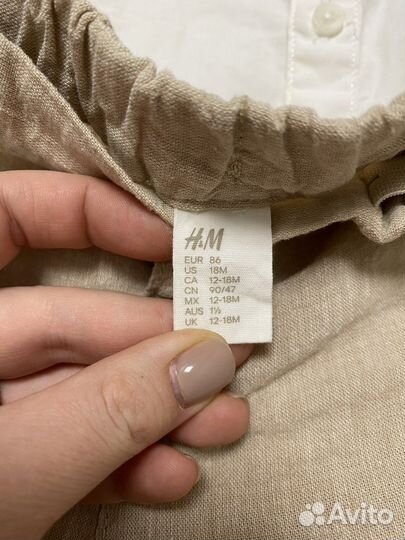 H&M
EUR 86
US 18M
CA 12-18M
CN 90/47
MX 12-18M
AUS 1½
UK 12-18M
Avito